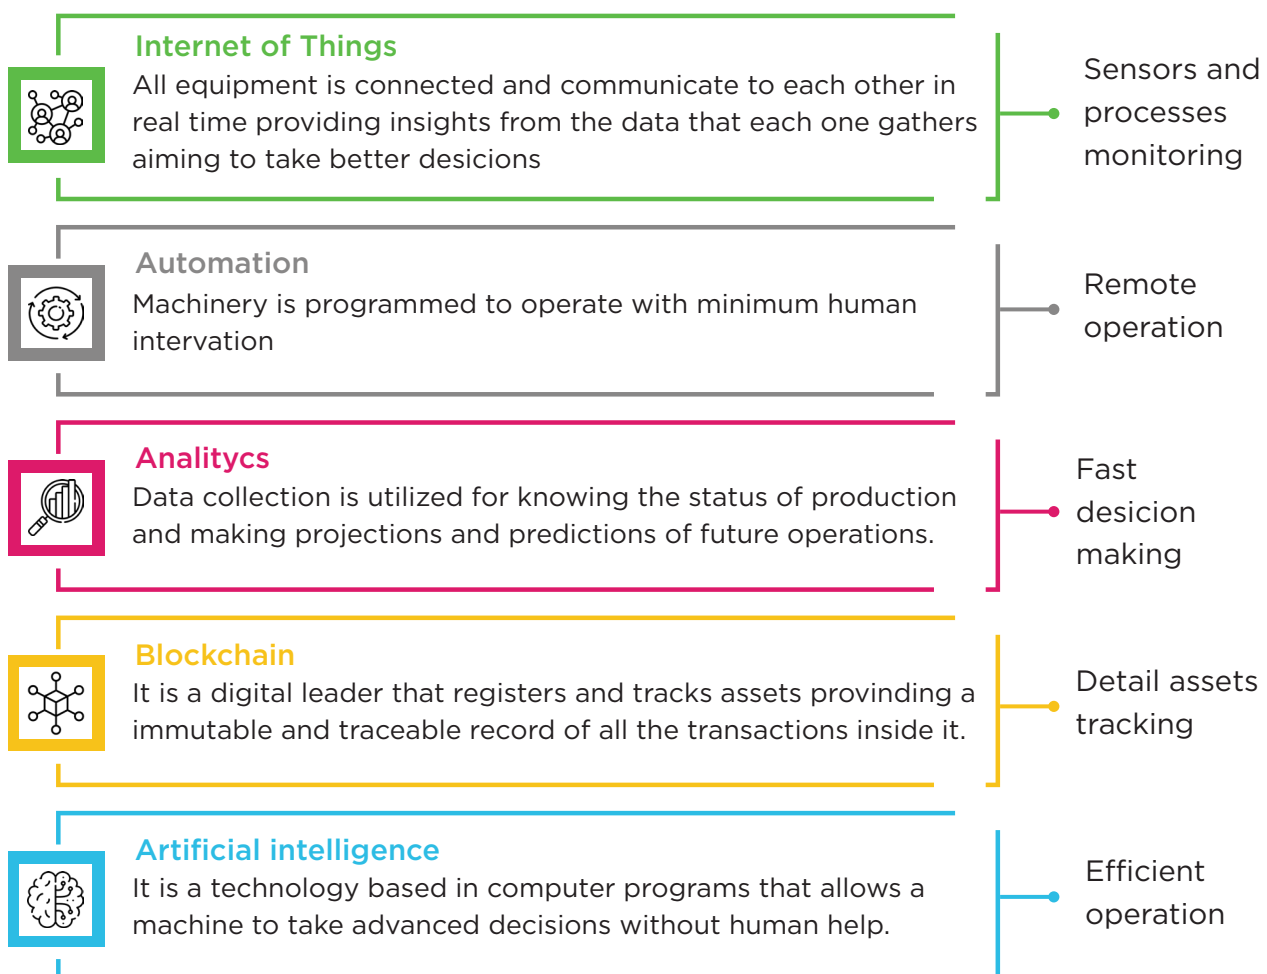 Internet of Things
All equipment is connected and communicate to each other in
real time providing insights from the data that each one gathers
aiming to take better desicions
Sensors and
processes
monitoring
Automation
Machinery is programmed to operate with minimum human
intervation
Remote
operation
Analitycs
Data collection is utilized for knowing the status of production
and making projections and predictions of future operations.
Fast
desicion
making
Blockchain
It is a digital leader that registers and tracks assets provinding a
immutable and traceable record of all the transactions inside it.
Detail assets
tracking
Artificial intelligence
It is a technology based in computer programs that allows a
machine to take advanced decisions without human help.
Efficient
operation